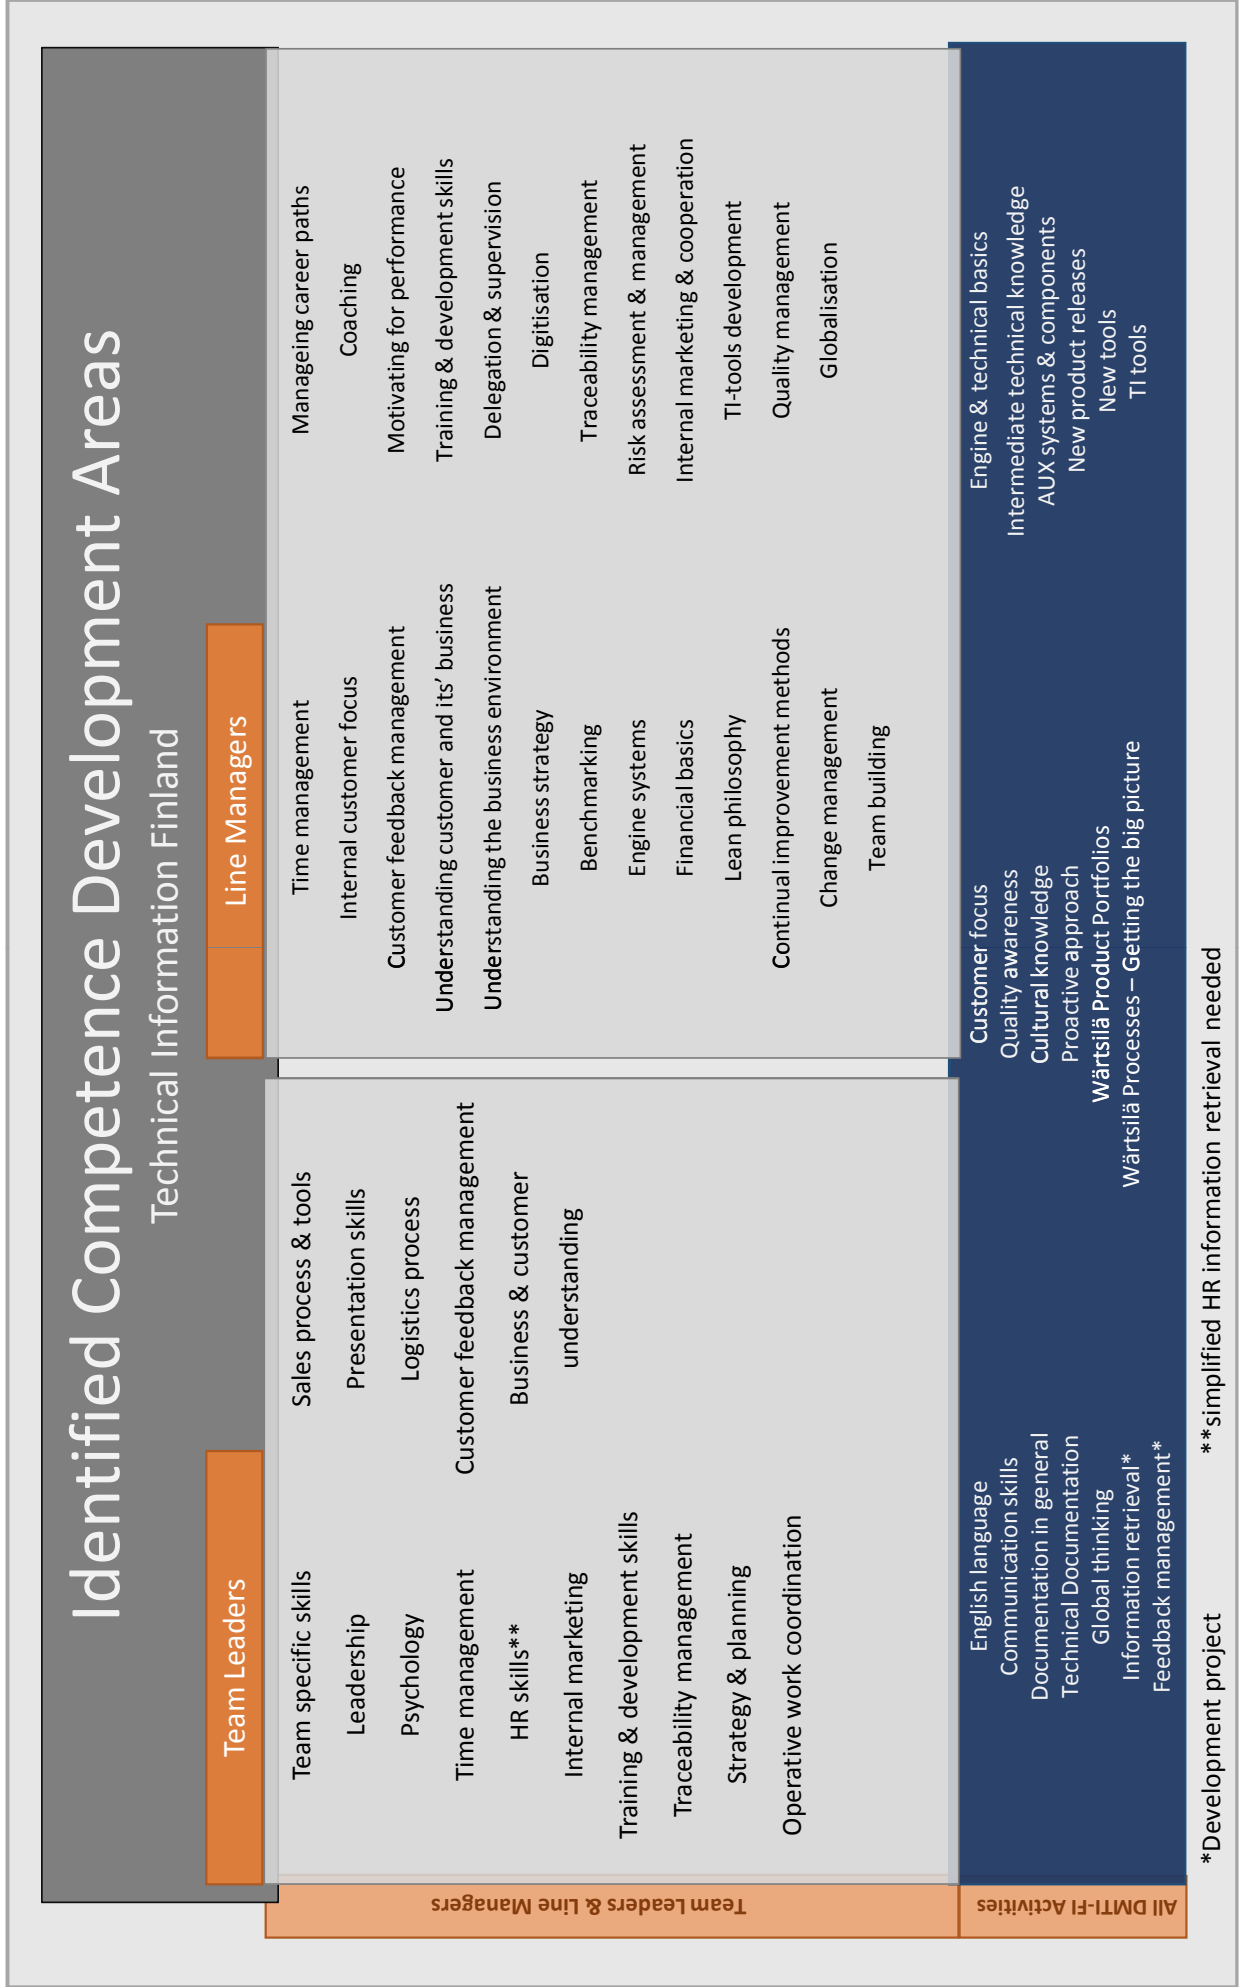 Identified Competence Development Areas
Technical Information Finland
Team Leaders
Line Managers
Team Leaders & Line Managers
Team specific skills
Leadership
Psychology
Time management
HR skills**
Internal marketing
Training & development skills
Traceability management
Strategy & planning
Operative work coordination
Sales process & tools
Presentation skills
Logistics process
Customer feedback management
Business & customer
understanding
Time management
Internal customer focus
Customer feedback management
Understanding customer and its’ business
Understanding the business environment
Business strategy
Benchmarking
Engine systems
Financial basics
Lean philosophy
Continual improvement methods
Change management
Team building
Manageing career paths
Coaching
Motivating for performance
Training & development skills
Delegation & supervision
Digitisation
Traceability management
Risk assessment & management
Internal marketing & cooperation
TI-tools development
Quality management
Globalisation
All DMTI-FI Activities
English language
Communication skills
Documentation in general
Technical Documentation
Global thinking
Information retrieval*
Feedback management*
Customer focus
Quality awareness
Cultural knowledge
Proactive approach
Wärtsilä Product Portfolios
Wärtsilä Processes – Getting the big picture
Engine & technical basics
Intermediate technical knowledge
AUX systems & components
New product releases
New tools
TI tools
*Development project
**simplified HR information retrieval needed